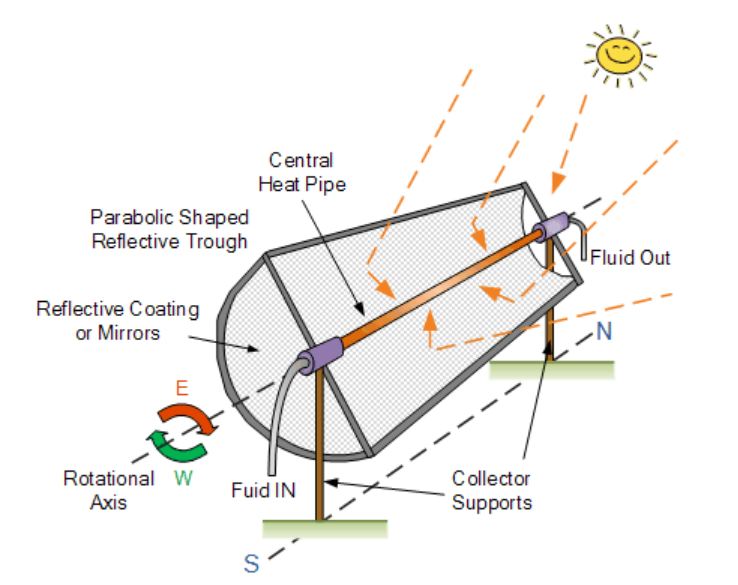 Central
Heat Pipe
Parabolic Shaped
Reflective Trough
Fluid Out
Reflective Coating
or Mirrors
N
E
W
Rotational
Axis
Fuid IN
Collector
Supports
S